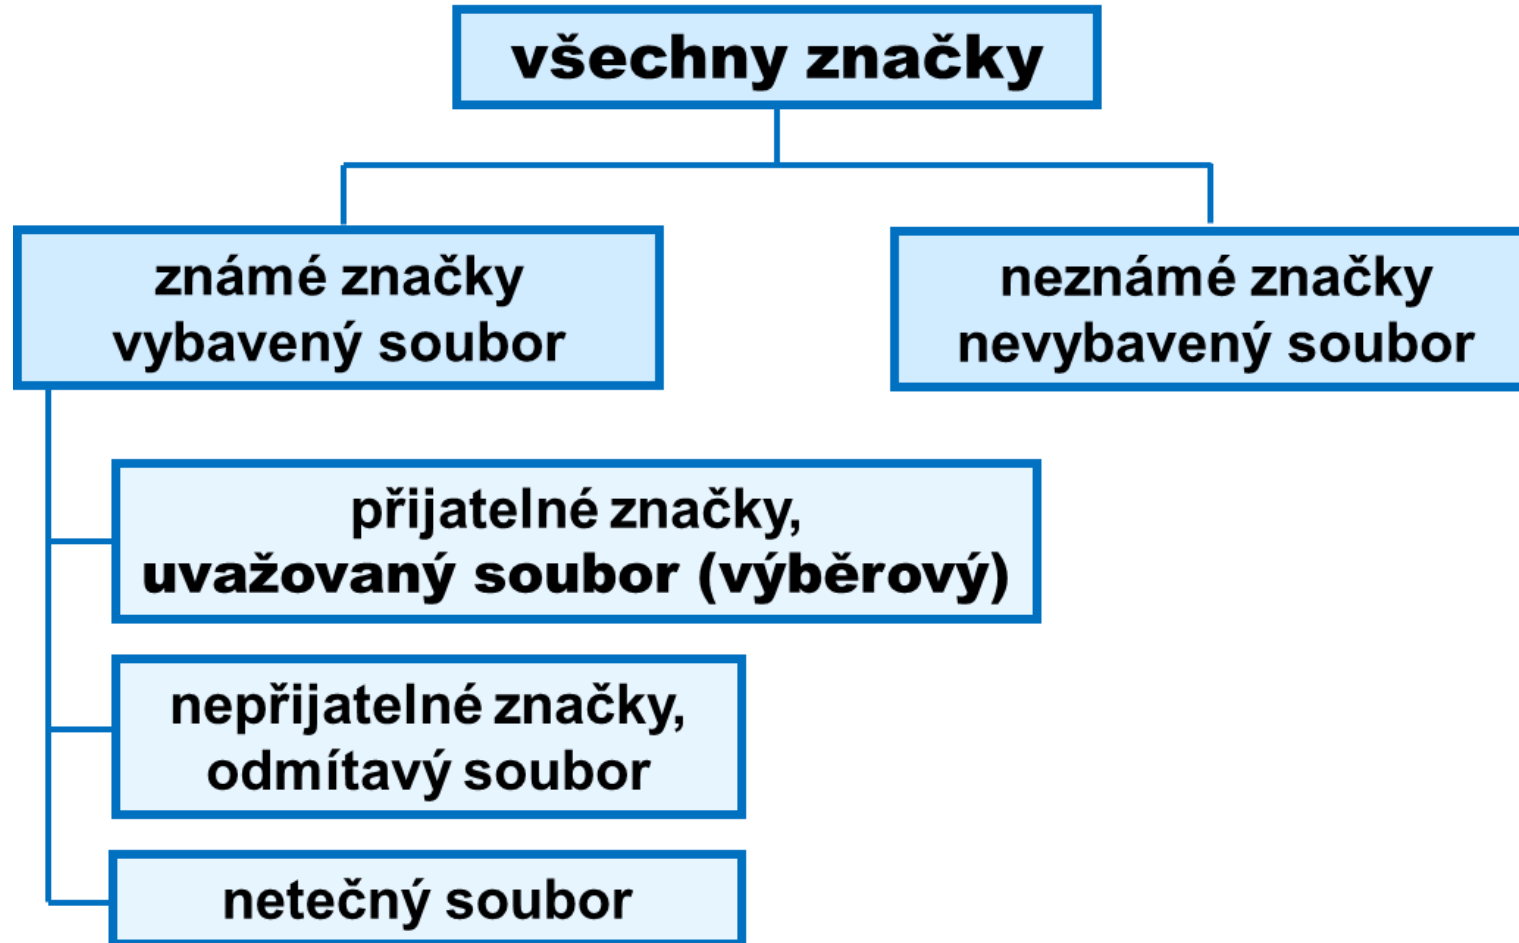 všechny značky
známé značky
vybavený soubor
neznámé značky
nevybavený soubor
přijatelné značky,
uvažovaný soubor (výběrový)
nepřijatelné značky,
odmítavý soubor
netečný soubor